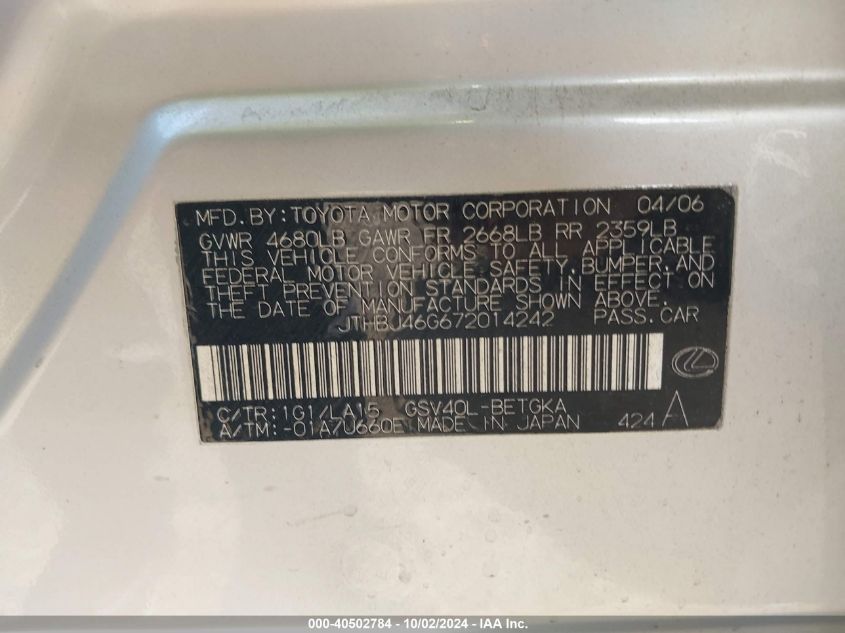 MFD. BY: TOYOTA MOTOR CORPORATION 04/06
GVWR 4680LB GAWR FR 2668LB RR 2359LB
THIS VEHICLE CONFORMS TO ALL APPLICABLE
FEDERAL MOTOR VEHICLE SAFETY, BUMPER, AND
THEFT PREVENTION STANDARDS IN EFFECT ON
THE DATE OF MANUFACTURE SHOWN ABOVE.
JTHBJ46G672014242 PASS. CAR
C/TR: 1G1/LA15 GSV40L-BETGKA
A/TM: -01A/U660E MADE IN JAPAN 424 A
000-40502784 - 10/02/2024 - IAA Inc.